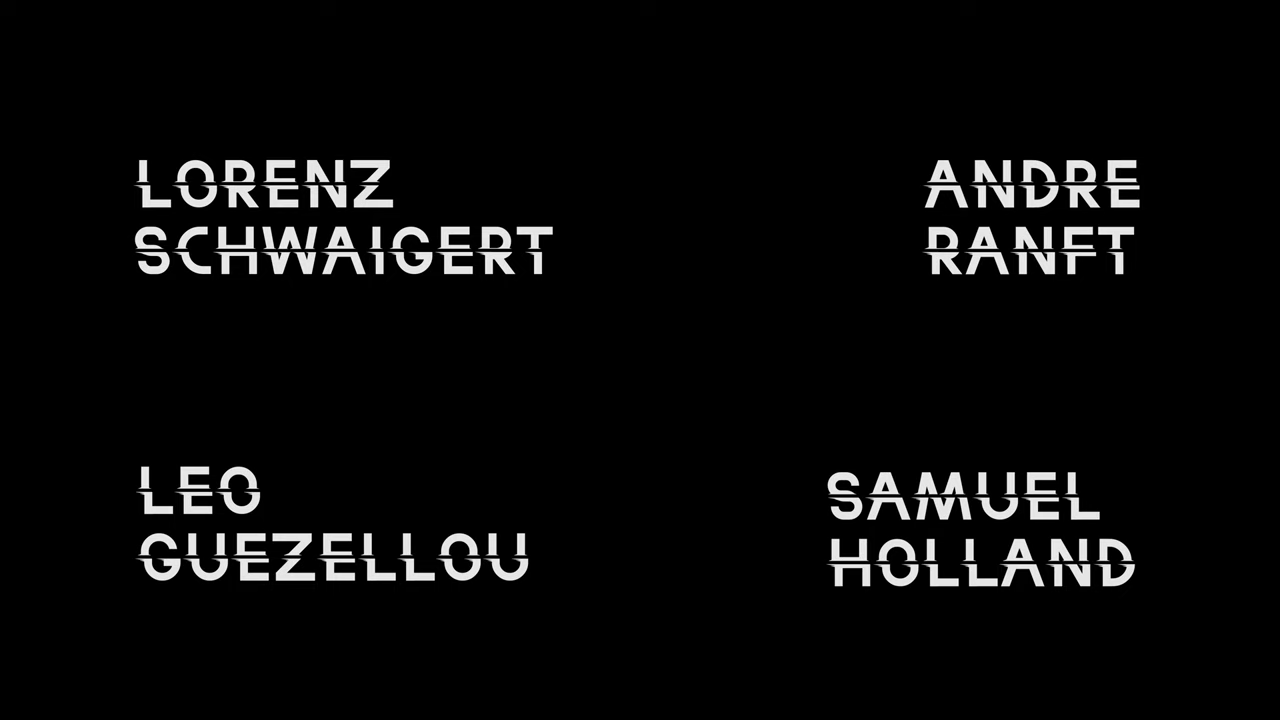 LORENZ
SCHWAIGERT
ANDRE
RANFT
LEO
GUEZELLOU
SAMUEL
HOLLAND